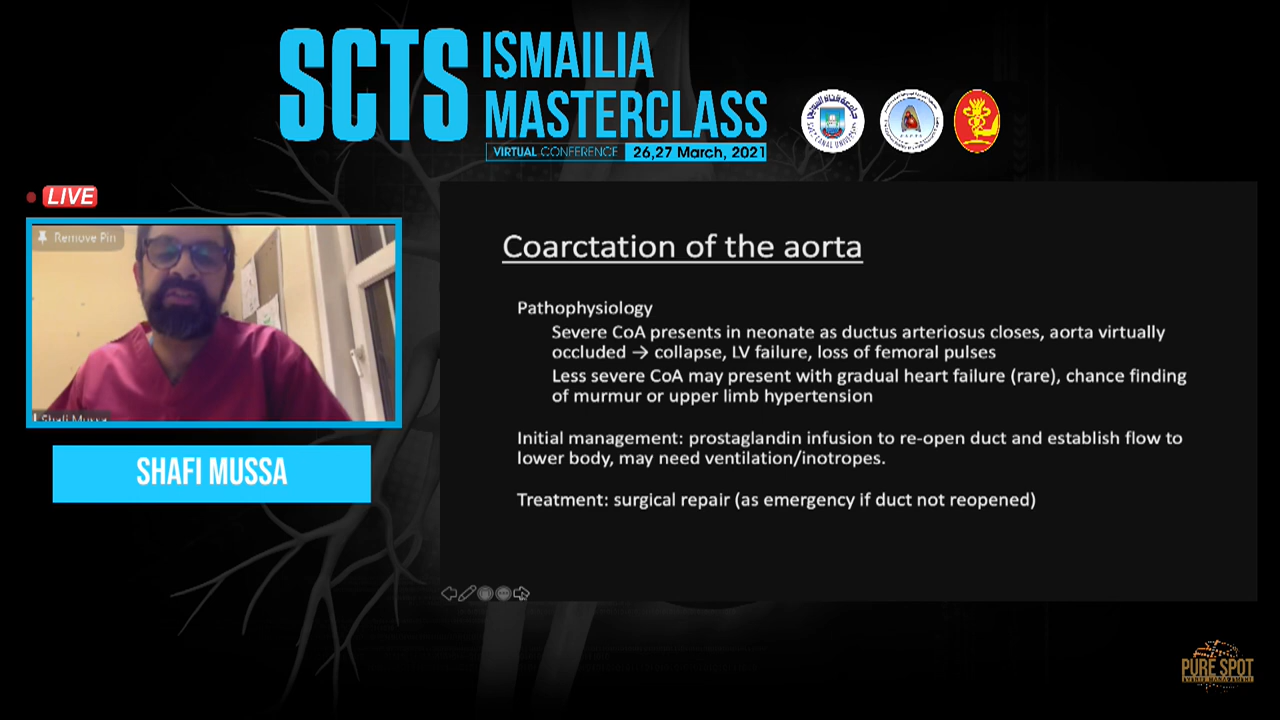 SCTS ISMAILIA
MASTERCLASS
VIRTUAL CONFERENCE 26,27 March, 2021
LIVE
Remove Pin
Shafi Mussa
SHAFI MUSSA
Coarctation of the aorta
Pathophysiology
Severe CoA presents in neonate as ductus arteriosus closes, aorta virtually
occluded → collapse, LV failure, loss of femoral pulses
Less severe CoA may present with gradual heart failure (rare), chance finding
of murmur or upper limb hypertension
Initial management: prostaglandin infusion to re-open duct and establish flow to
lower body, may need ventilation/inotropes.
Treatment: surgical repair (as emergency if duct not reopened)
PURE SPOT